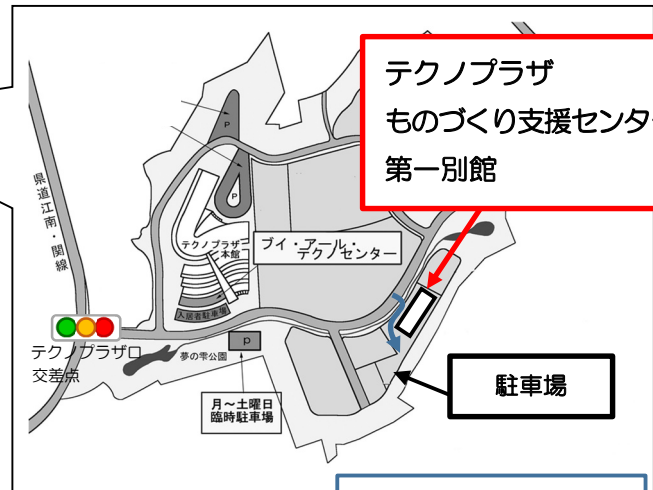 テクノプラザ
ものづくり支援センター
第一別館
P
P
県道江南・関線
テクノプラザ
本館
ブイ・アール・
テクノセンター
入居者駐車場
テクノプラザ口
交差点
夢の雫公園
P
月～土曜日
臨時駐車場
駐車場